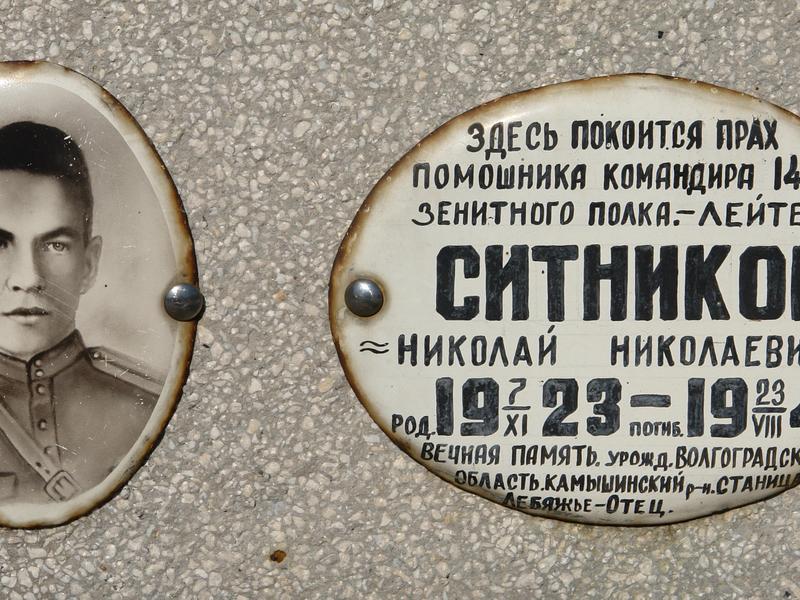 ЗДЕСЬ ПОКОИТСЯ ПРАХ
ПОМОШНИКА КОМАНДИРА 14
ЗЕНИТНОГО ПОЛКА.-ЛЕЙТЕ
СИТНИКО
≈НИКОЛАЙ НИКОЛАЕВИ
РОД. 19 7/XI 23 - ПОГИБ. 19 23/VIII 4
ВЕЧНАЯ ПАМЯТЬ. УРОЖД. ВОЛГОГРАДСК
ОБЛАСТЬ. КАМЫШИНСКИЙ Р-Н. СТАНИЦА
ЛЕБЯЖЬЕ-ОТЕЦ.